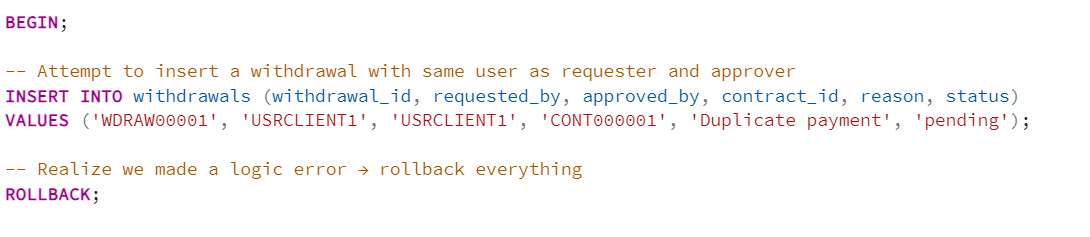 BEGIN;
-- Attempt to insert a withdrawal with same user as requester and approver
INSERT INTO withdrawals (withdrawal_id, requested_by, approved_by, contract_id, reason, status)
VALUES ('WDRAW00001', 'USRCLIENT1', 'USRCLIENT1', 'CONT000001', 'Duplicate payment', 'pending');
-- Realize we made a logic error → rollback everything
ROLLBACK;